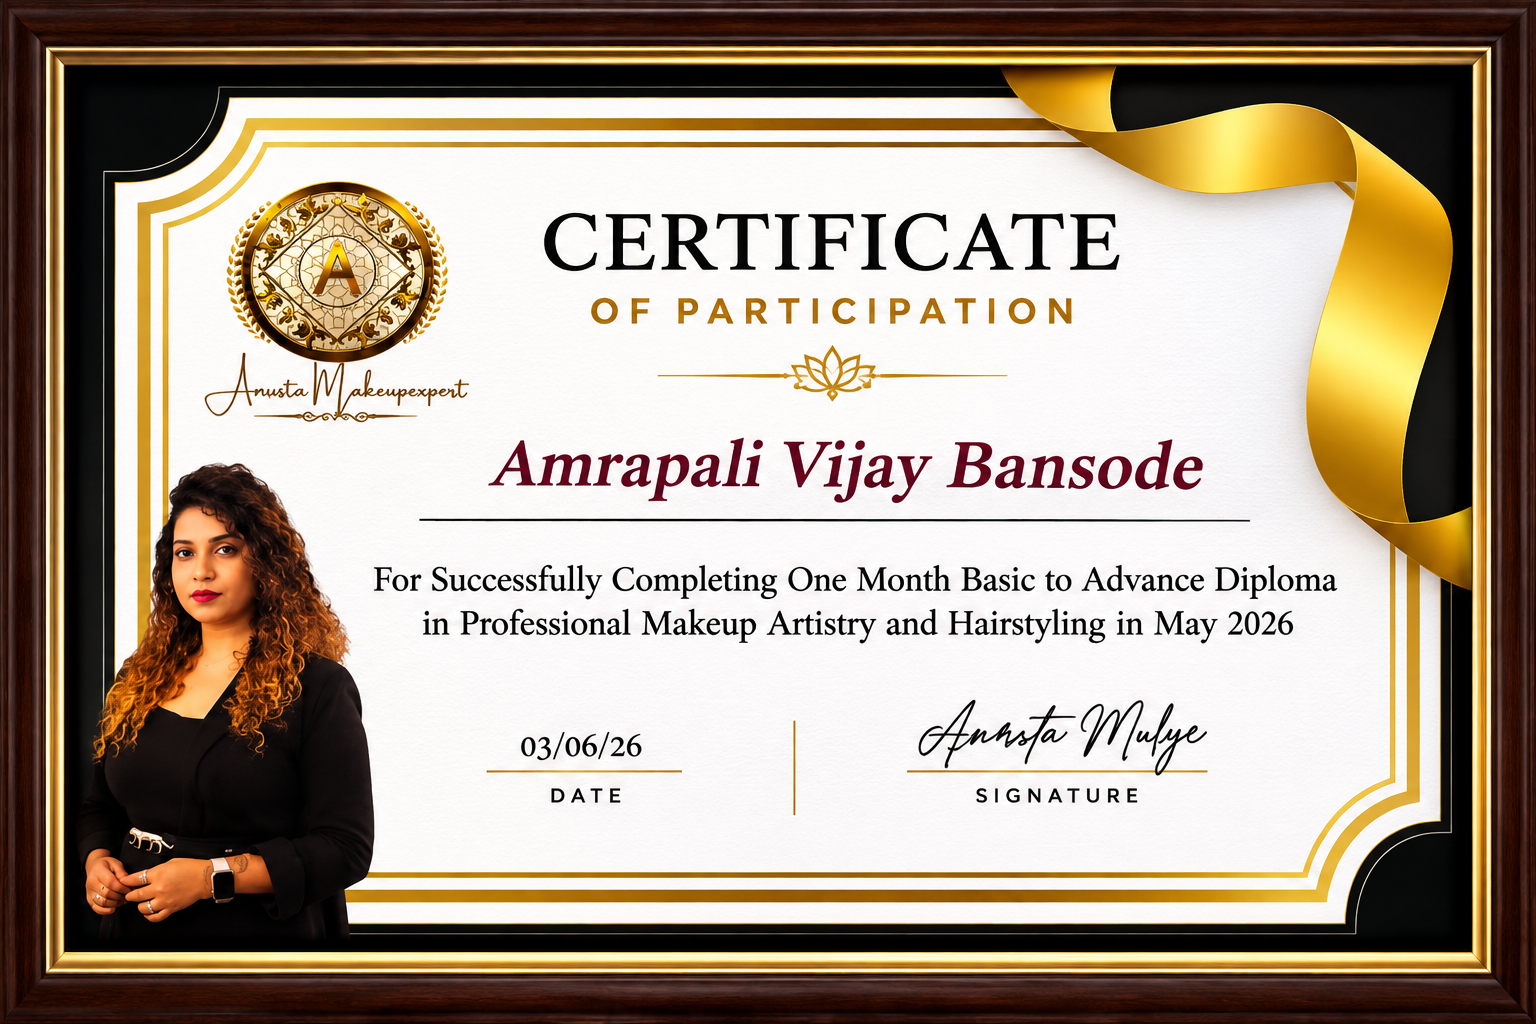 A
Anusta Makeupexpert
CERTIFICATE
OF PARTICIPATION
Amrapali Vijay Bansode
For Successfully Completing One Month Basic to Advance Diploma
in Professional Makeup Artistry and Hairstyling in May 2026
03/06/26
DATE
Anusta Mulye
SIGNATURE